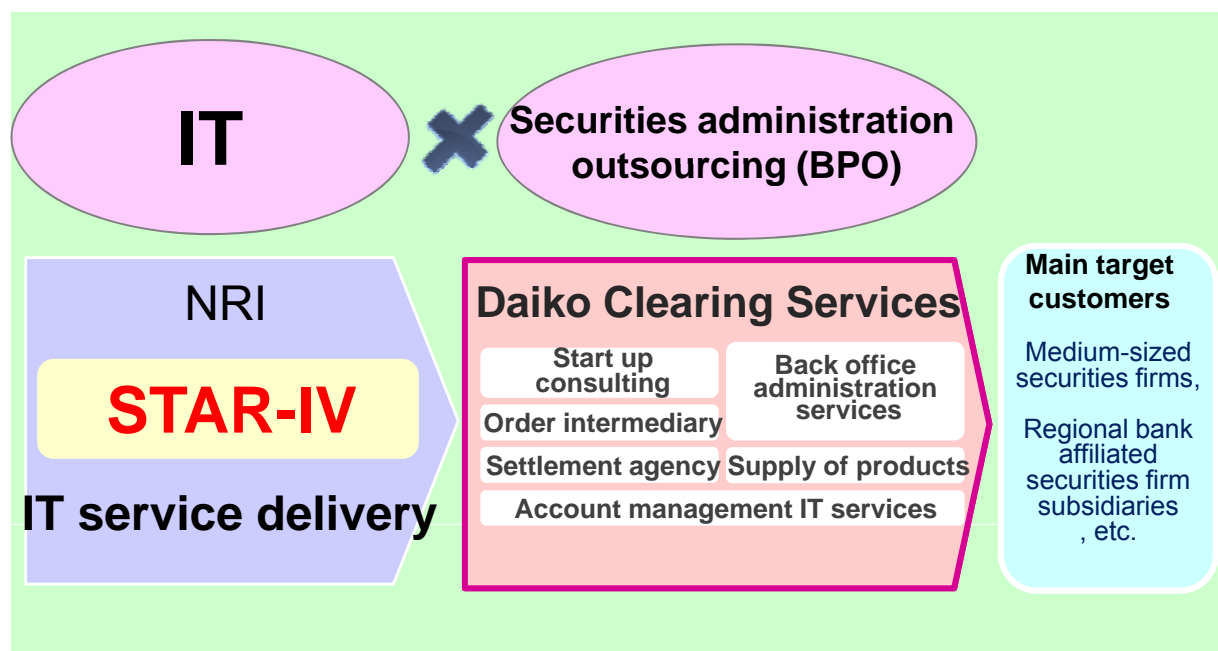 IT
Securities administration
outsourcing (BPO)
NRI
STAR-IV
IT service delivery
Daiko Clearing Services
Start up
consulting
Back office
administration
services
Order intermediary
Settlement agency
Supply of products
Account management IT services
Main target
customers
Medium-sized
securities firms,
Regional bank
affiliated
securities firm
subsidiaries
, etc.